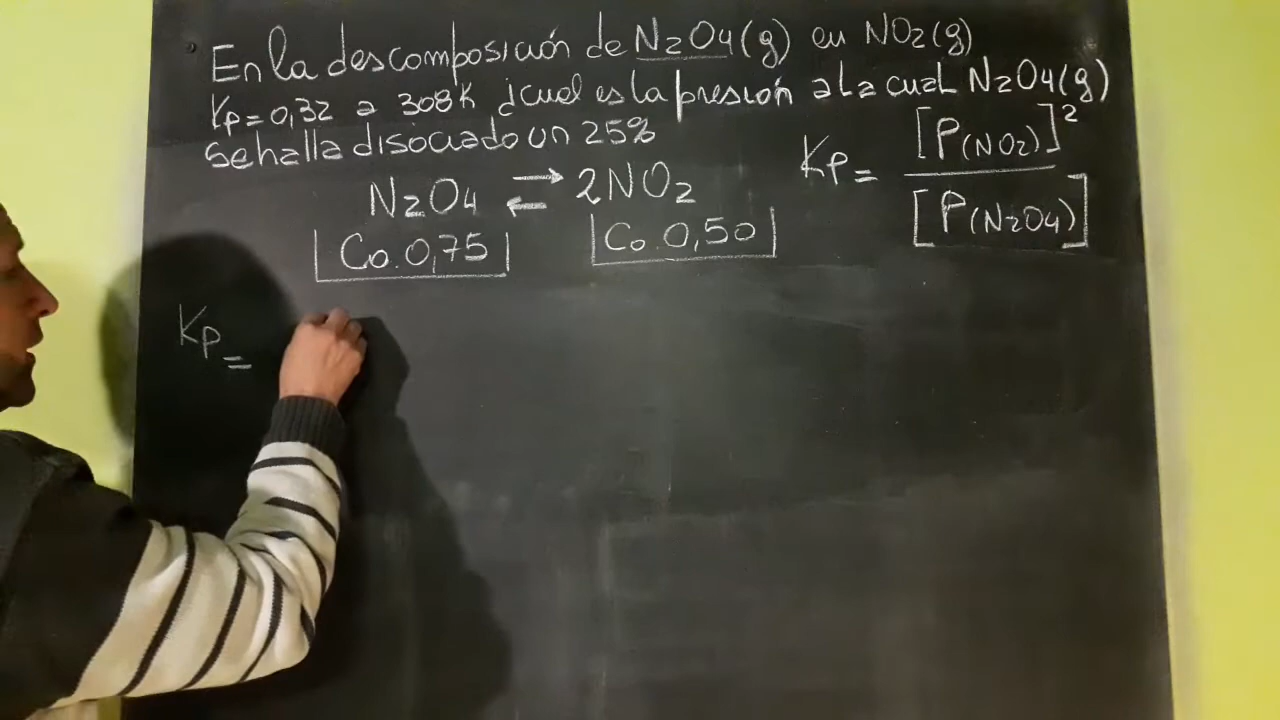 En la descomposición de N2O4(g) en NO2(g)
Kp=0,32 a 308K ¿cual es la presión a la cual N2O4(g)
se halla disociado un 25%
N2O4 ⇌ 2NO2
Co.0,75 Co.0,50
Kp= [P(NO2)]²
[P(N2O4)]
Kp=